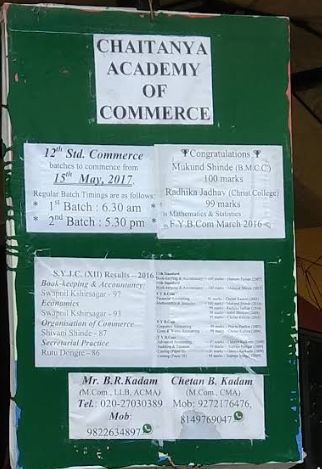 CHAITANYA
ACADEMY
OF
COMMERCE
12th Std. Commerce
batches to commence from
15th May, 2017.
Regular Batch Timings are as follows:
* 1st Batch : 6.30 am *
* 2nd Batch : 5.30 pm *
Congratulations
Mukund Shinde (B.M.C.C)
100 marks
Radhika Jadhav (Christ College)
99 marks
in Mathematics & Statistics
F.Y.B.Com March 2016
S.Y.J.C. (XII) Results – 2016
Book-keeping & Accountancy:
Swapnil Kshirsagar - 97
Economics
Swapnil Kshirsagar – 93
Organisation of Commerce
Shivani Shinde - 87
Secretarial Practice
Rutu Dongre – 86
Mr. B.R.Kadam
(M.Com., LLB, ACMA)
Tel.: 020-27030389
Mob:
9822634897
Chetan B. Kadam
(M.Com., CMA)
Mob: 9272176476,
8149769047